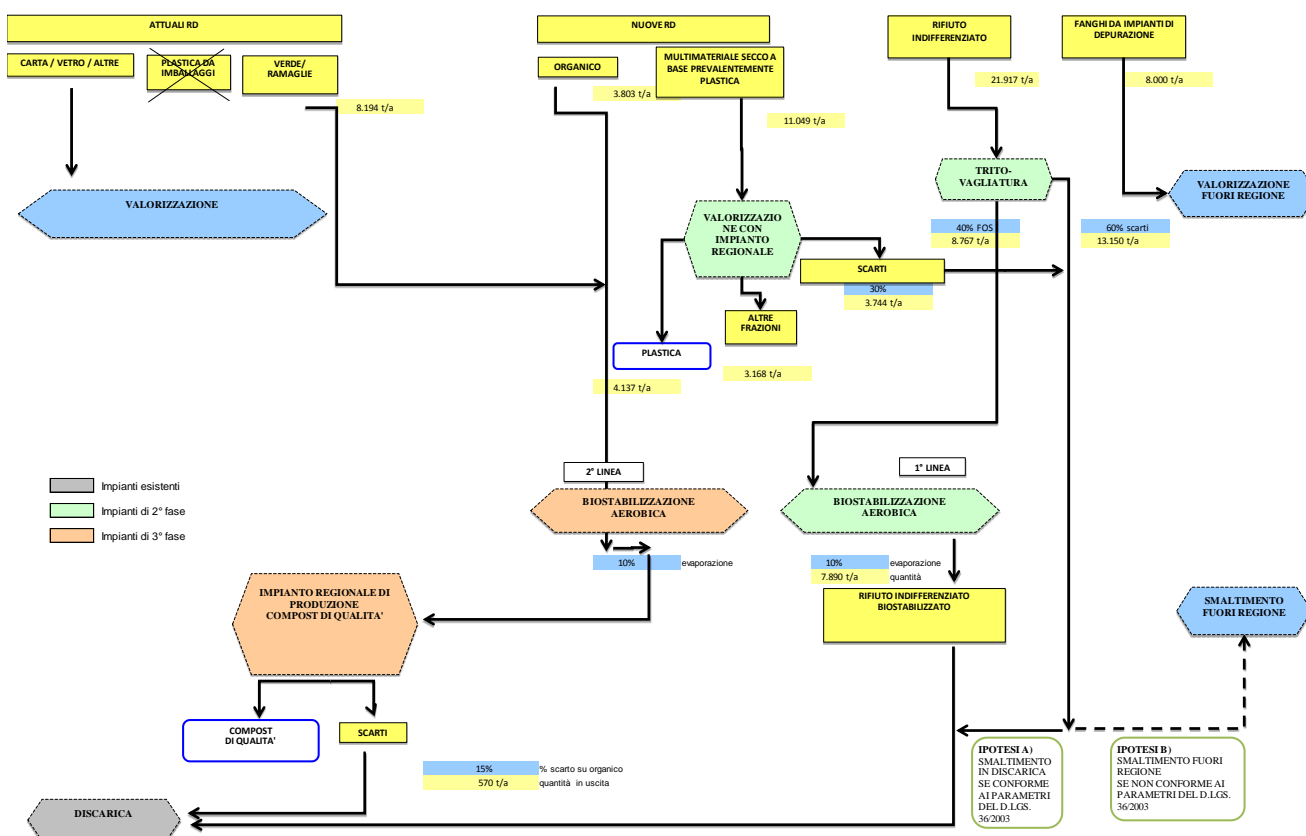 ATTUALI RD
NUOVE RD
RIFIUTO
INDIFFERENZIATO
FANGHI DA IMPIANTI DI
DEPURAZIONE
CARTA / VETRO / ALTRE
PLASTICA DA
IMBALLAGGI
VERDE/
RAMAGLIE
ORGANICO
MULTIMATERIALE SECCO A
BASE PREVALENTEMENTE
PLASTICA
21.917 t/a
8.000 t/a
3.803 t/a
8.194 t/a
11.049 t/a
TRITO-
VAGLIATURA
VALORIZZAZIONE
VALORIZZAZIONE
FUORI REGIONE
VALORIZZAZIO
NE CON
IMPIANTO
REGIONALE
40% FOS
8.767 t/a
60% scarti
13.150 t/a
SCARTI
30%
3.744 t/a
ALTRE
FRAZIONI
PLASTICA
3.168 t/a
4.137 t/a
2° LINEA
1° LINEA
Impianti esistenti
Impianti di 2° fase
Impianti di 3° fase
BIOSTABILIZZAZIONE
AEROBICA
BIOSTABILIZZAZIONE
AEROBICA
10% evaporazione
10% evaporazione
7.890 t/a quantità
IMPIANTO REGIONALE DI
PRODUZIONE
COMPOST DI QUALITA'
RIFIUTO INDIFFERENZIATO
BIOSTABILIZZATO
SMALTIMENTO
FUORI REGIONE
COMPOST
DI QUALITA'
SCARTI
IPOTESI A)
SMALTIMENTO
IN DISCARICA
SE CONFORME
AI PARAMETRI
DEL D.LGS.
36/2003
IPOTESI B)
SMALTIMENTO FUORI
REGIONE
SE NON CONFORME AI
PARAMETRI DEL D.LGS.
36/2003
15% % scarto su organico
570 t/a quantità in uscita
DISCARICA